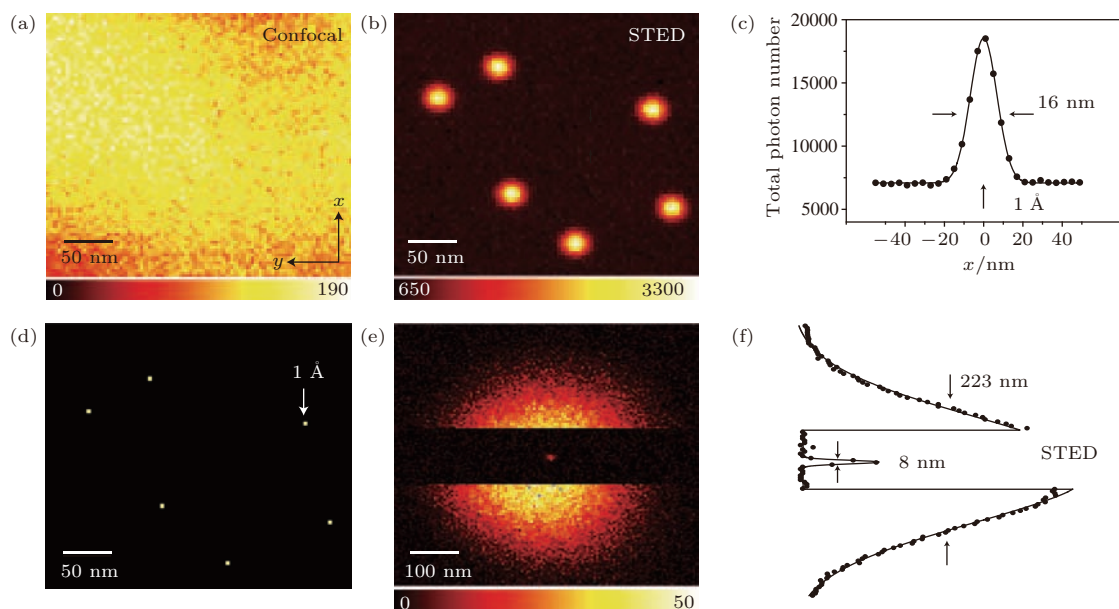 (a)
Confocal
x
y
50 nm
0
190
(b)
STED
50 nm
650
3300
(c)
Total photon number
20000
15000
10000
5000
16 nm
1 Å
−40
−20
0
20
40
x/nm
(d)
1 Å
50 nm
(e)
100 nm
0
50
(f)
223 nm
STED
8 nm